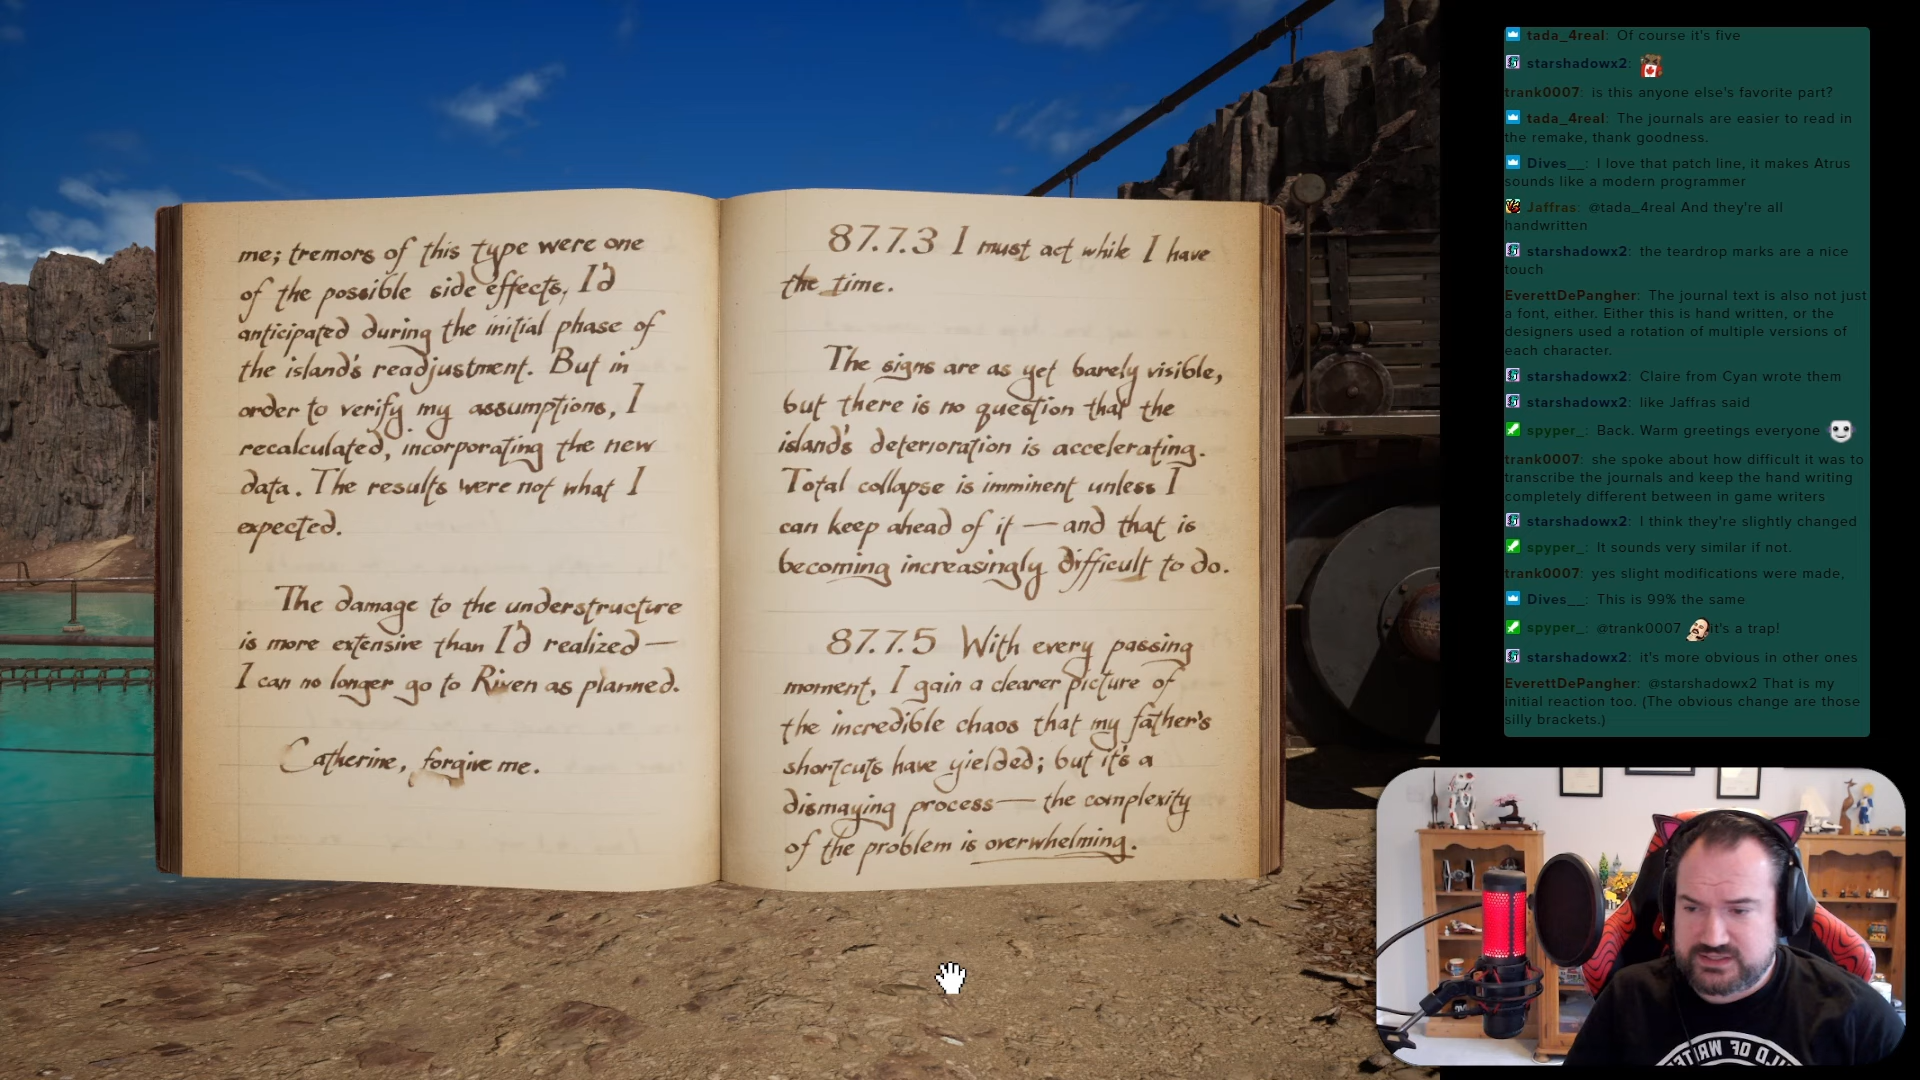 me; tremors of this type were one
of the possible side effects, I'd
anticipated during the initial phase of
the island's readjustment. But in
order to verify my assumptions, I
recalculated, incorporating the new
data. The results were not what I
expected.
The damage to the understructure
is more extensive than I'd realized—
I can no longer go to Riven as planned.
Catherine, forgive me.
87.7.3 I must act while I have
the time.
The signs are as yet barely visible,
but there is no question that the
island's deterioration is accelerating.
Total collapse is imminent unless I
can keep ahead of it — and that is
becoming increasingly difficult to do.
87.7.5 With every passing
moment, I gain a clearer picture of
the incredible chaos that my father's
shortcuts have yielded; but it's a
dismaying process— the complexity
of the problem is overwhelming.
tada_4real: Of course it's five
starshadowx2:
trank0007: is this anyone else's favorite part?
tada_4real: The journals are easier to read in
the remake, thank goodness.
Dives__: I love that patch line, it makes Atrus
sounds like a modern programmer
Jaffras: @tada_4real And they're all
handwritten
starshadowx2: the teardrop marks are a nice
touch
EverettDePangher: The journal text is also not just
a font, either. Either this is hand written, or the
designers used a rotation of multiple versions of
each character.
starshadowx2: Claire from Cyan wrote them
starshadowx2: like Jaffras said
spyper_: Back. Warm greetings everyone
trank0007: she spoke about how difficult it was to
transcribe the journals and keep the hand writing
completely different between in game writers
starshadowx2: I think they're slightly changed
spyper_: It sounds very similar if not.
trank0007: yes slight modifications were made,
Dives__: This is 99% the same
spyper_: @trank0007 it's a trap!
starshadowx2: it's more obvious in other ones
EverettDePangher: @starshadowx2 That is my
initial reaction too. (The obvious change are those
silly brackets.)